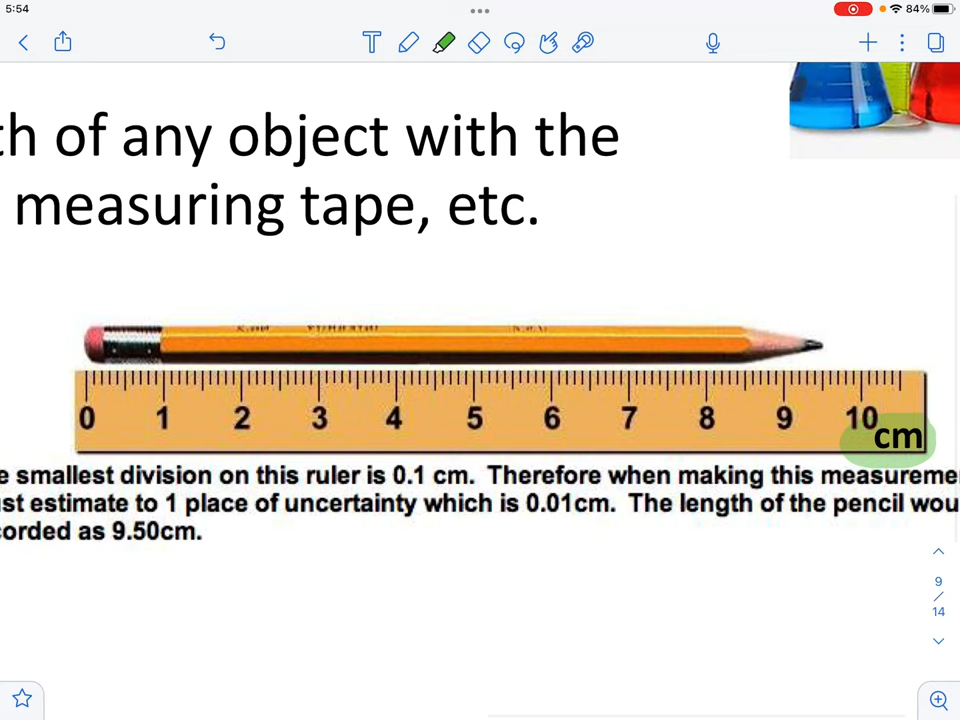 5:54
84%
th of any object with the
measuring tape, etc.
0 1 2 3 4 5 6 7 8 9 10
cm
e smallest division on this ruler is 0.1 cm. Therefore when making this measureme
st estimate to 1 place of uncertainty which is 0.01cm. The length of the pencil wou
corded as 9.50cm.
9
/
14